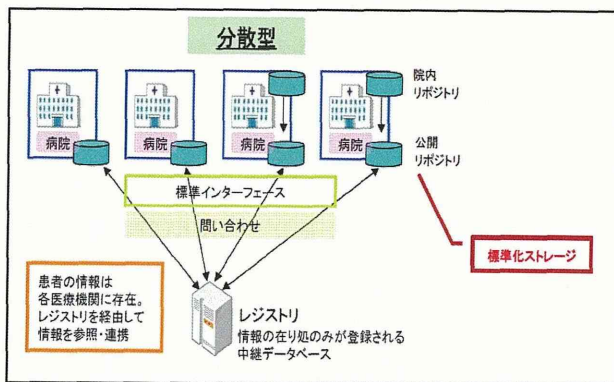 分散型
院内
リポジトリ
病院
病院
病院
病院
公開
リポジトリ
標準インターフェース
問い合わせ
標準化ストレージ
患者の情報は
各医療機関に存在。
レジストリを経由して
情報を参照・連携
レジストリ
情報の在り処のみが登録される
中継データベース